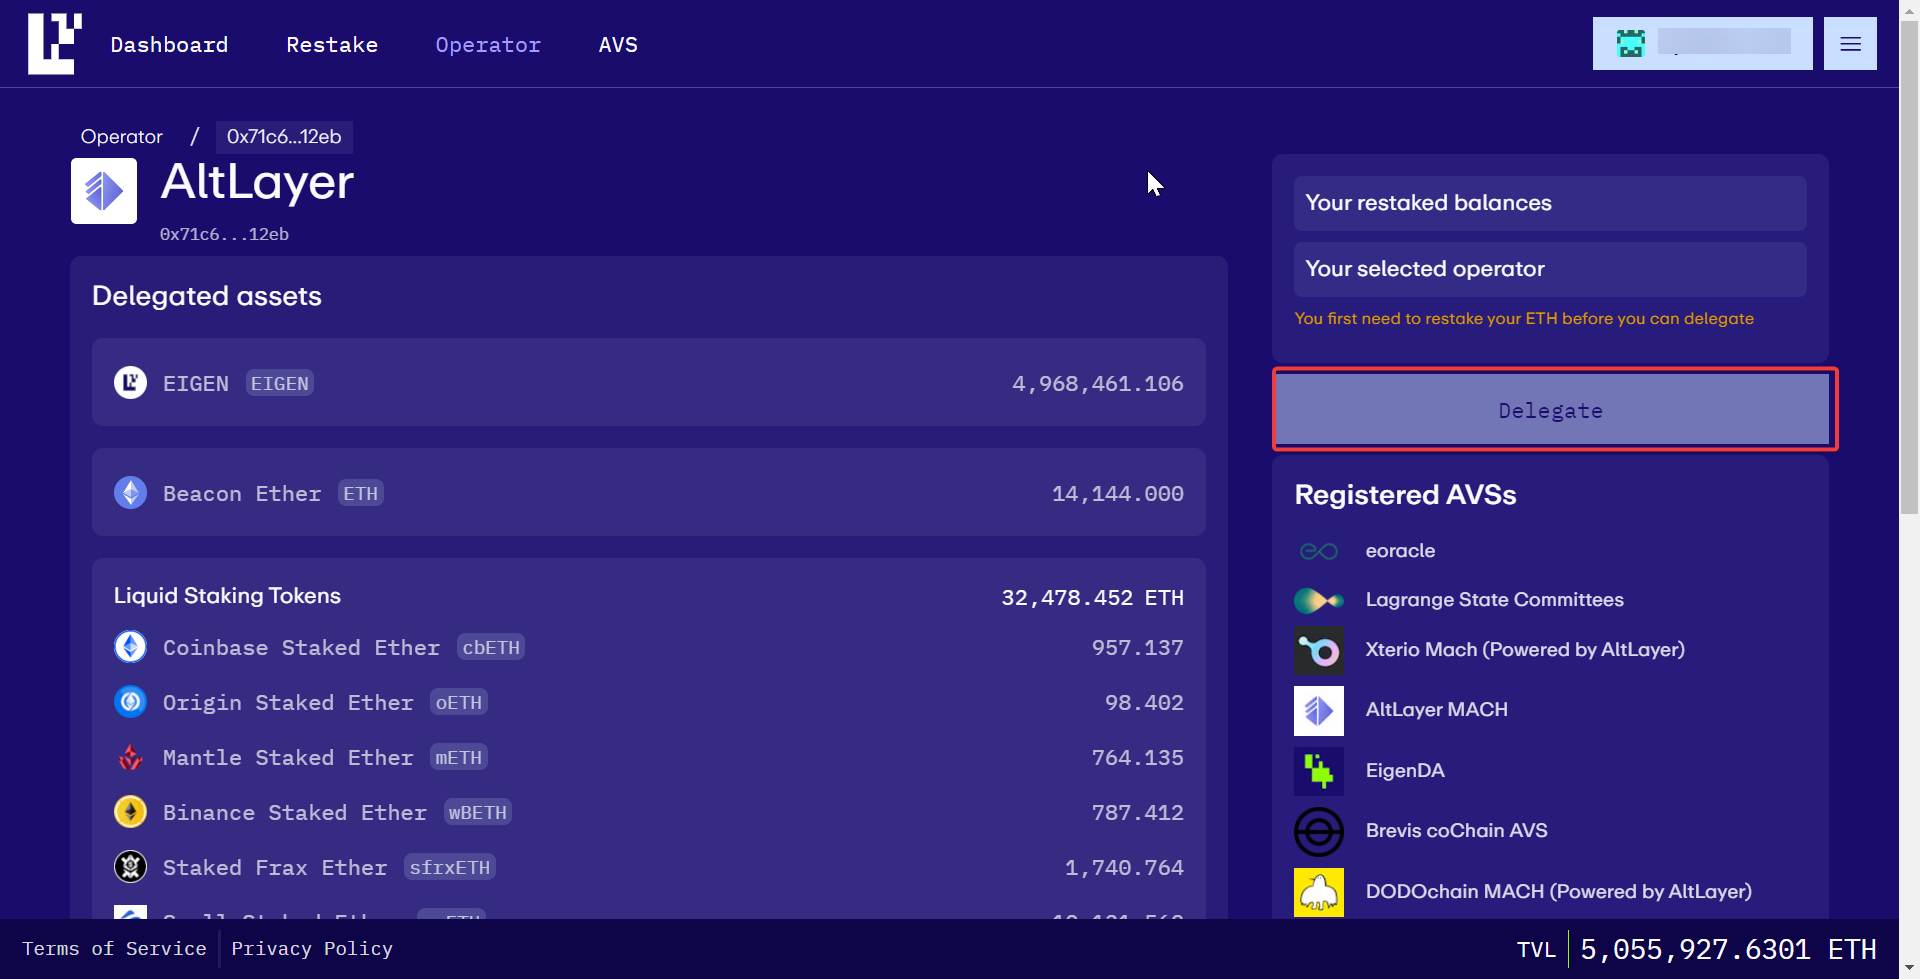 Dashboard Restake Operator AVS
Operator / 0x71c6...12eb
AltLayer
0x71c6...12eb
Delegated assets
EIGEN EIGEN 4,968,461.106
Beacon Ether ETH 14,144.000
Liquid Staking Tokens 32,478.452 ETH
Coinbase Staked Ether cbETH 957.137
Origin Staked Ether oETH 98.402
Mantle Staked Ether mETH 764.135
Binance Staked Ether wBETH 787.412
Staked Frax Ether sfrxETH 1,740.764
Your restaked balances
Your selected operator
You first need to restake your ETH before you can delegate
Delegate
Registered AVSs
eoracle
Lagrange State Committees
Xterio Mach (Powered by AltLayer)
AltLayer MACH
EigenDA
Brevis coChain AVS
DODOchain MACH (Powered by AltLayer)
Terms of Service Privacy Policy
TVL 5,055,927.6301 ETH